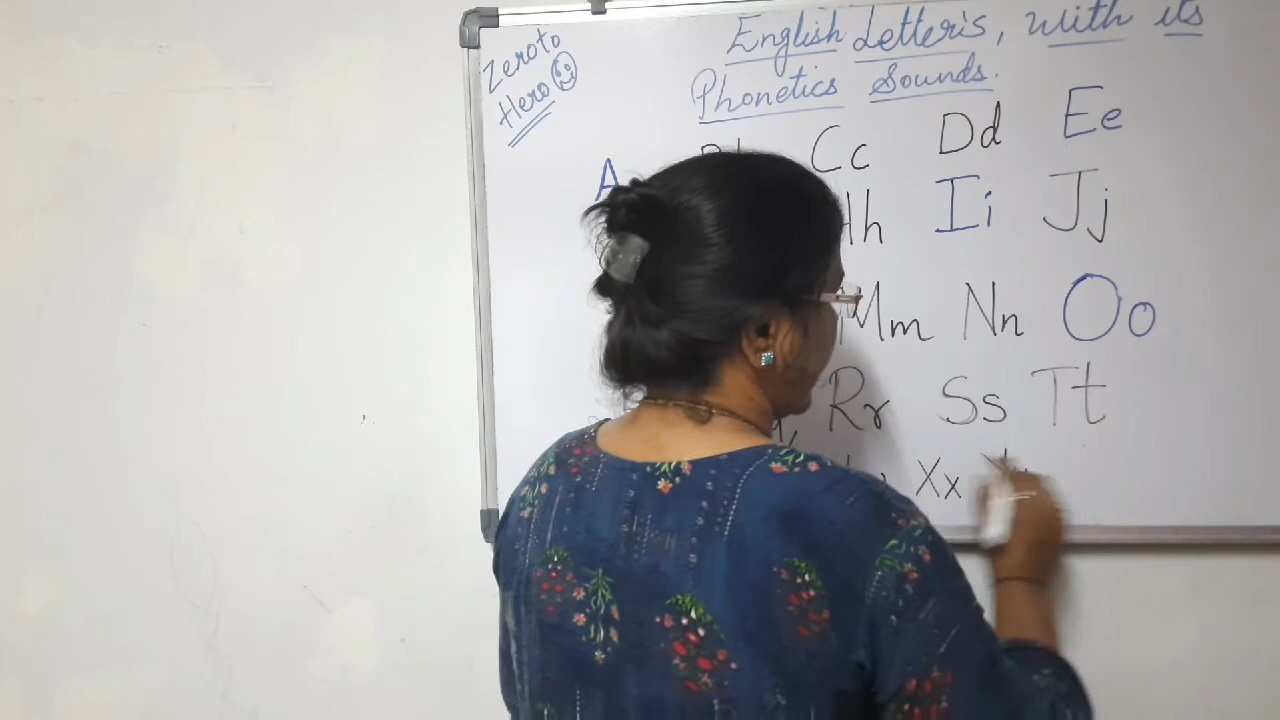 English Letter's, with its
Phonetics Sounds.
Zero to
Hero
A Cc Dd Ee
Hh Ii Jj
Mm Nn Oo
Rr Ss Tt
Xx